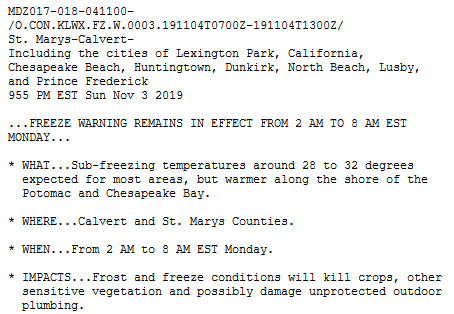 MDZ017-018-041100-
/O.CON.KLWX.FZ.W.0003.191104T0700Z-191104T1300Z/
St. Marys-Calvert-
Including the cities of Lexington Park, California,
Chesapeake Beach, Huntingtown, Dunkirk, North Beach, Lusby,
and Prince Frederick
955 PM EST Sun Nov 3 2019
...FREEZE WARNING REMAINS IN EFFECT FROM 2 AM TO 8 AM EST
MONDAY...
* WHAT...Sub-freezing temperatures around 28 to 32 degrees
expected for most areas, but warmer along the shore of the
Potomac and Chesapeake Bay.
* WHERE...Calvert and St. Marys Counties.
* WHEN...From 2 AM to 8 AM EST Monday.
* IMPACTS...Frost and freeze conditions will kill crops, other
sensitive vegetation and possibly damage unprotected outdoor
plumbing.